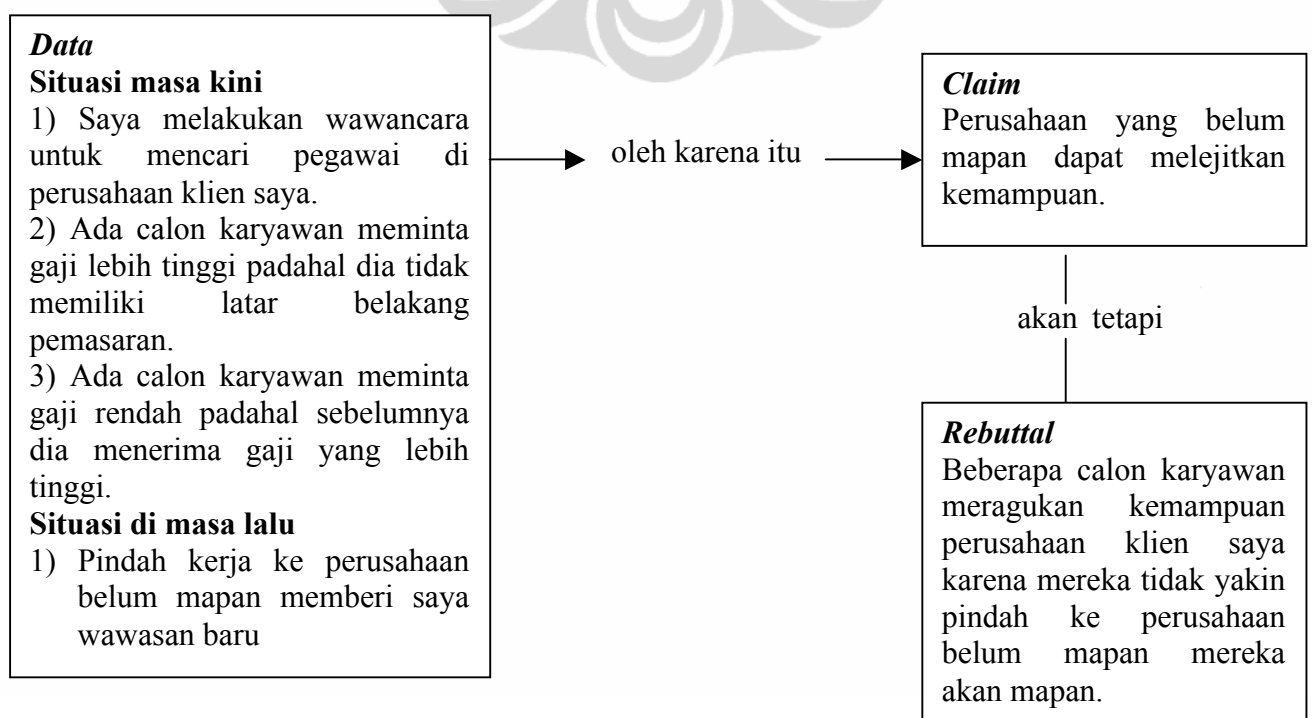 Data
Situasi masa kini
1) Saya melakukan wawancara
untuk mencari pegawai di
perusahaan klien saya.
2) Ada calon karyawan meminta
gaji lebih tinggi padahal dia tidak
memiliki latar belakang
pemasaran.
3) Ada calon karyawan meminta
gaji rendah padahal sebelumnya
dia menerima gaji yang lebih
tinggi.
Situasi di masa lalu
1) Pindah kerja ke perusahaan
belum mapan memberi saya
wawasan baru
oleh karena itu
Claim
Perusahaan yang belum
mapan dapat melejitkan
kemampuan.
akan tetapi
Rebuttal
Beberapa calon karyawan
meragukan kemampuan
perusahaan klien saya
karena mereka tidak yakin
pindah ke perusahaan
belum mapan mereka
akan mapan.